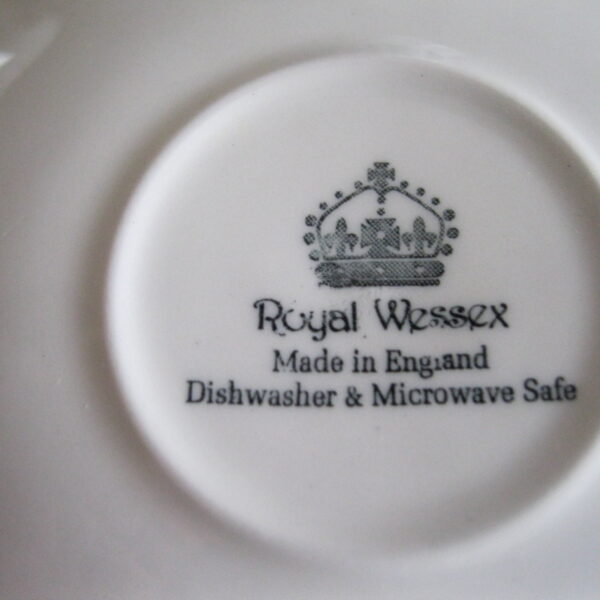 Royal Wessex
Made in England
Dishwasher & Microwave Safe